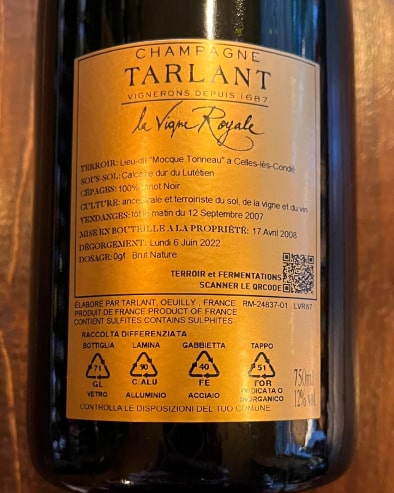 CHAMPAGNE
TARLANT
VIGNERONS DEPUIS 1687
La Vigne Royale
TERROIR: Lieu-dit "Mocque Tonneau" à Celles-lès-Condé
SOUS-SOL: Calcaire dur du Lutétien
CÉPAGES: 100% Pinot Noir
CULTURE: ancestrale et terroiriste du sol, de la vigne et du vin
VENDANGES: tôt le matin du 12 Septembre 2007
MISE EN BOUTEILLE A LA PROPRIÉTÉ: 17 Avril 2008
DÉGORGEMENT: Lundi 6 Juin 2022
DOSAGE: 0g/l Brut Nature
TERROIR et FERMENTATIONS
SCANNER LE QRCODE
ÉLABORÉ PAR TARLANT, OEUILLY, FRANCE RM-24837-01 LVR87
PRODUIT DE FRANCE PRODUCT OF FRANCE
CONTIENT SULFITES CONTAINS SULPHITES
RACCOLTA DIFFERENZIATA:
BOTTIGLIA LAMINA GABBIETTA TAPPO
71 90 40 51
GL C/ALU FE FOR
VETRO ALLUMINIO ACCIAIO
INORGANICO
CONTROLLA LE DISPOSIZIONI DEL TUO COMUNE
750ml
12% vol.